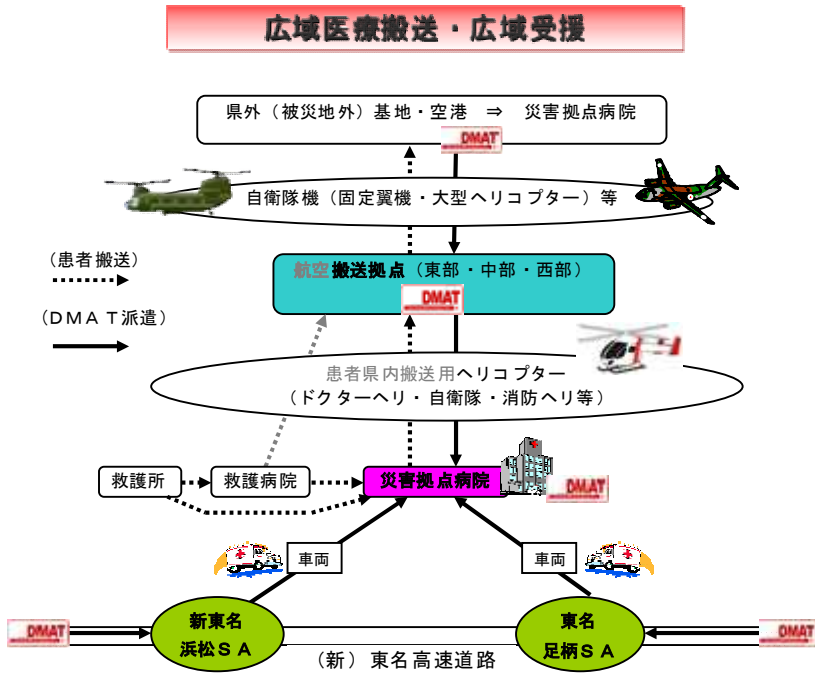 広域医療搬送・広域受援
県外（被災地外）基地・空港　⇒　災害拠点病院
DMAT
自衛隊機（固定翼機・大型ヘリコプター）等
（患者搬送）
航空搬送拠点（東部・中部・西部）
DMAT
（ＤＭＡＴ派遣）
患者県内搬送用ヘリコプター
（ドクターヘリ・自衛隊・消防ヘリ等）
救護所
救護病院
災害拠点病院
DMAT
車両
車両
新東名
浜松ＳＡ
東名
足柄ＳＡ
DMAT
DMAT
（新）東名高速道路